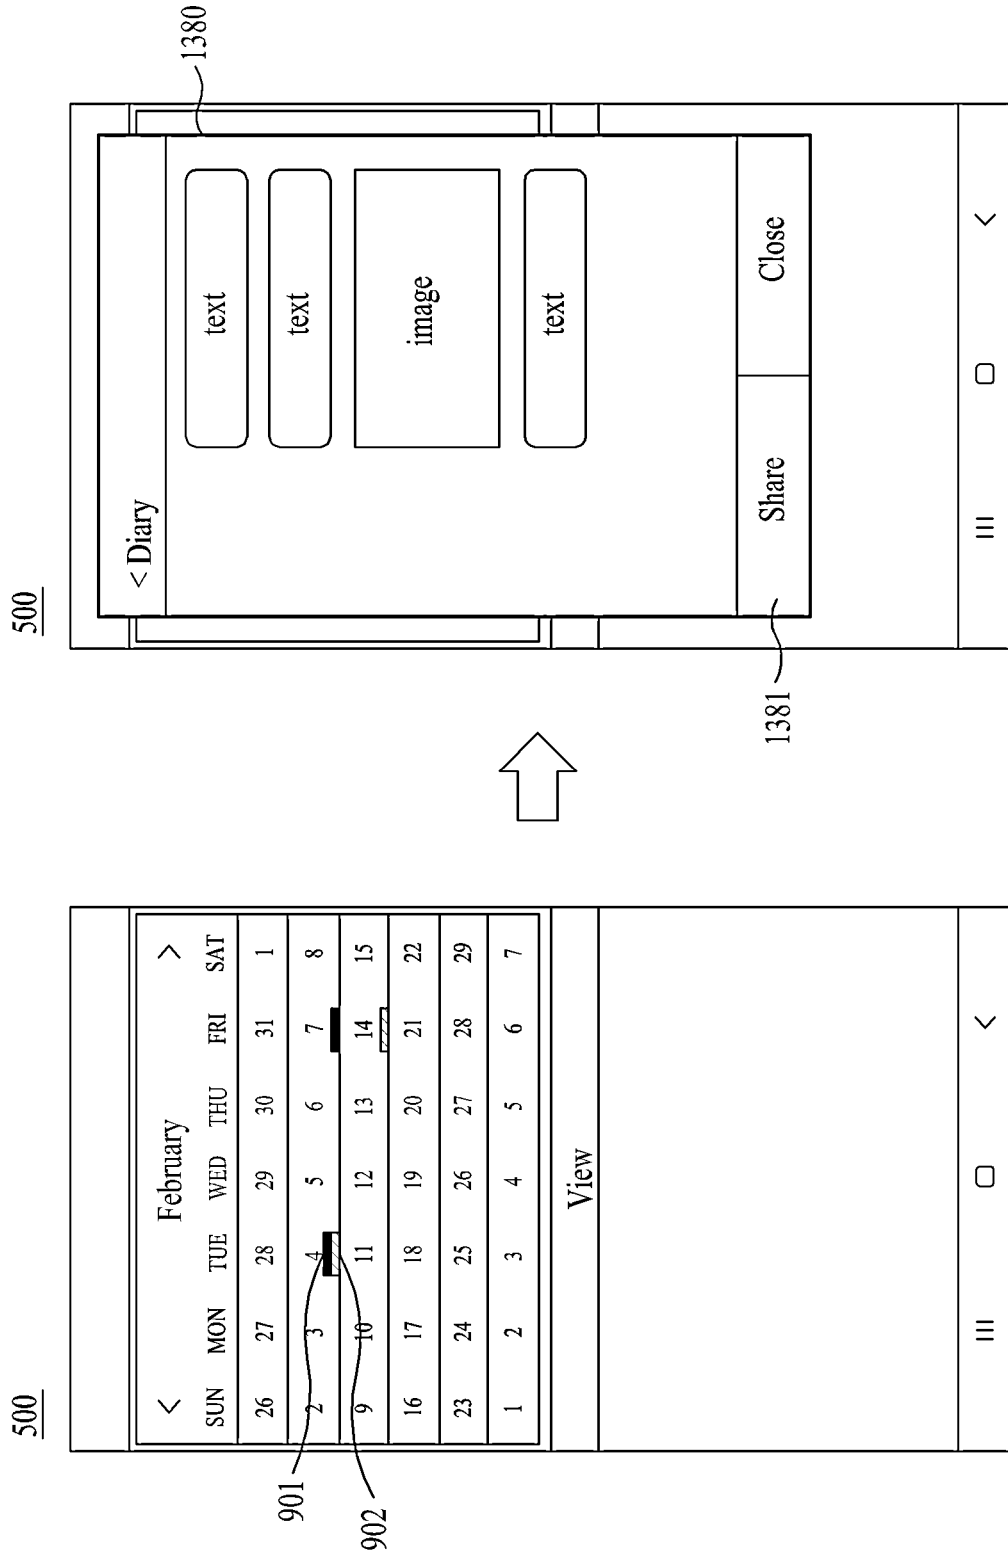 500
< February >
SUN MON TUE WED THU FRI SAT
26 27 28 29 30 31 1
2 3 4 5 6 7 8
9 10 11 12 13 14 15
16 17 18 19 20 21 22
23 24 25 26 27 28 29
1 2 3 4 5 6 7
View
901
902
500
< Diary
text
text
image
text
Share Close
1380
1381